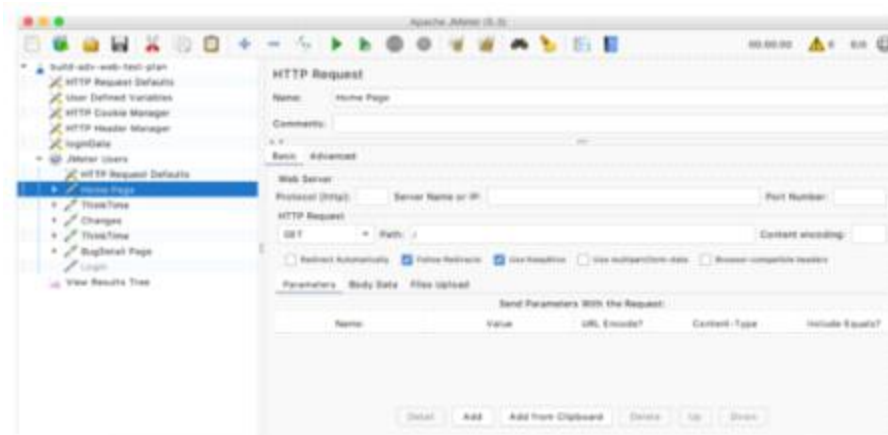 Apache JMeter (5.3)
00:00:00
build-adv-web-test-plan
HTTP Request Defaults
User Defined Variables
HTTP Cookie Manager
HTTP Header Manager
loginData
JMeter Users
HTTP Request Defaults
Home Page
ThinkTime
Changes
ThinkTime
BugDetail Page
Login
View Results Tree
HTTP Request
Name: Home Page
Comments:
Basic Advanced
Web Server
Protocol [http]: Server Name or IP: Port Number:
HTTP Request
GET Path: / Content encoding:
Redirect Automatically Follow Redirects Use KeepAlive Use multipart/form-data Browser-compatible headers
Parameters Body Data Files Upload
Send Parameters With the Request:
Name: Value URL Encode? Content-Type Include Equals?
Detail Add Add from Clipboard Delete Up Down